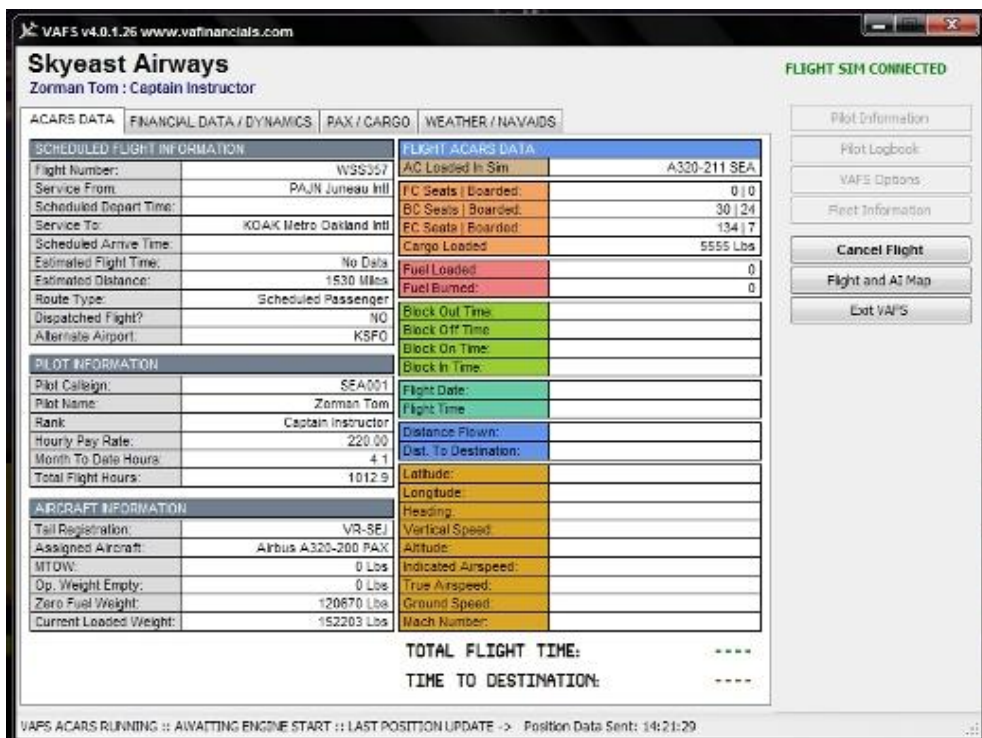 VAFS v4.0.1.26 www.vafinancials.com
Skyeast Airways
Zorman Tom : Captain Instructor
FLIGHT SIM CONNECTED
ACARS DATA FINANCIAL DATA / DYNAMICS PAX / CARGO WEATHER / NAVAIDS
SCHEDULED FLIGHT INFORMATION
Flight Number: WSS357
Service From: PAJN Juneau Intl
Scheduled Depart Time:
Service To: KOAK Metro Oakland Intl
Scheduled Arrive Time:
Estimated Flight Time: No Data
Estimated Distance: 1530 Miles
Route Type: Scheduled Passenger
Dispatched Flight? NO
Alternate Airport: KSFO
PILOT INFORMATION
Pilot Callsign: SEA001
Pilot Name: Zorman Tom
Rank Captain Instructor
Hourly Pay Rate: 220.00
Month To Date Hours: 4.1
Total Flight Hours: 1012.9
AIRCRAFT INFORMATION
Tail Registration: VR-SEJ
Assigned Aircraft: Airbus A320-200 PAX
MTOW: 0 Lbs
Op. Weight Empty: 0 Lbs
Zero Fuel Weight: 120670 Lbs
Current Loaded Weight: 152203 Lbs
FLIGHT ACARS DATA
AC Loaded In Sim A320-211 SEA
FC Seats | Boarded: 0 | 0
BC Seats | Boarded: 30 | 24
EC Seats | Boarded: 134 | 7
Cargo Loaded 5555 Lbs
Fuel Loaded 0
Fuel Burned: 0
Block Out Time:
Block Off Time
Block On Time:
Block In Time:
Flight Date:
Flight Time
Distance Flown:
Dist. To Destination:
Latitude:
Longitude:
Heading:
Vertical Speed:
Altitude:
Indicated Airspeed:
True Airspeed:
Ground Speed:
Mach Number:
TOTAL FLIGHT TIME: ----
TIME TO DESTINATION: ----
Pilot Information
Pilot Logbook
VAFS Options
Fleet Information
Cancel Flight
Flight and AI Map
Exit VAFS
VAFS ACARS RUNNING :: AWAITING ENGINE START :: LAST POSITION UPDATE -> Position Data Sent: 14:21:29